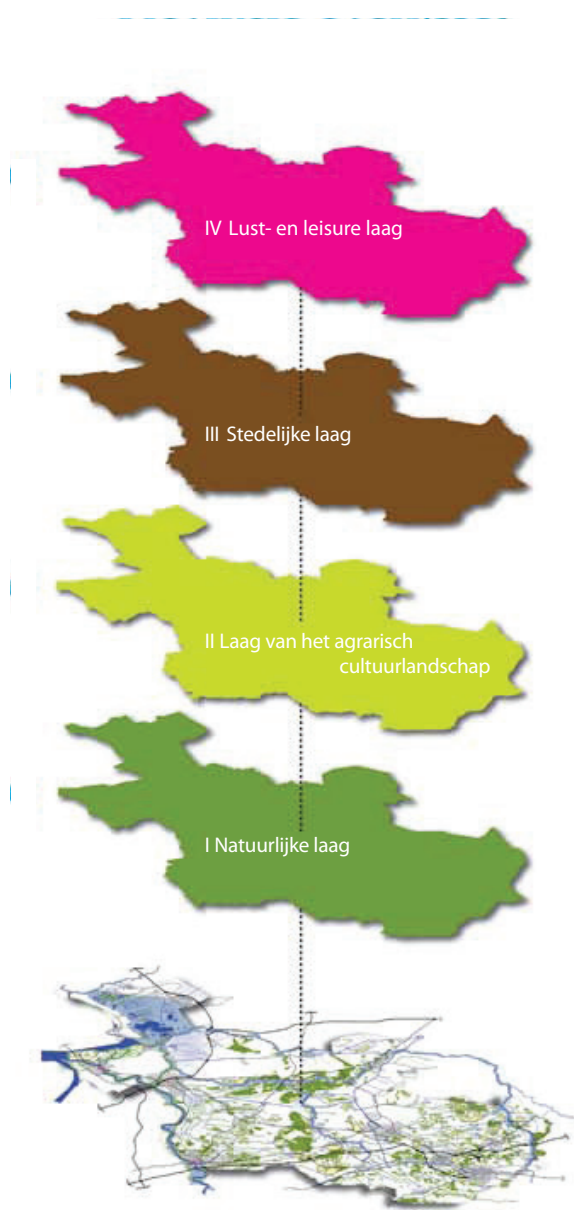 IV Lust- en leisure laag
III Stedelijke laag
II Laag van het agrarisch
cultuurlandschap
I Natuurlijke laag